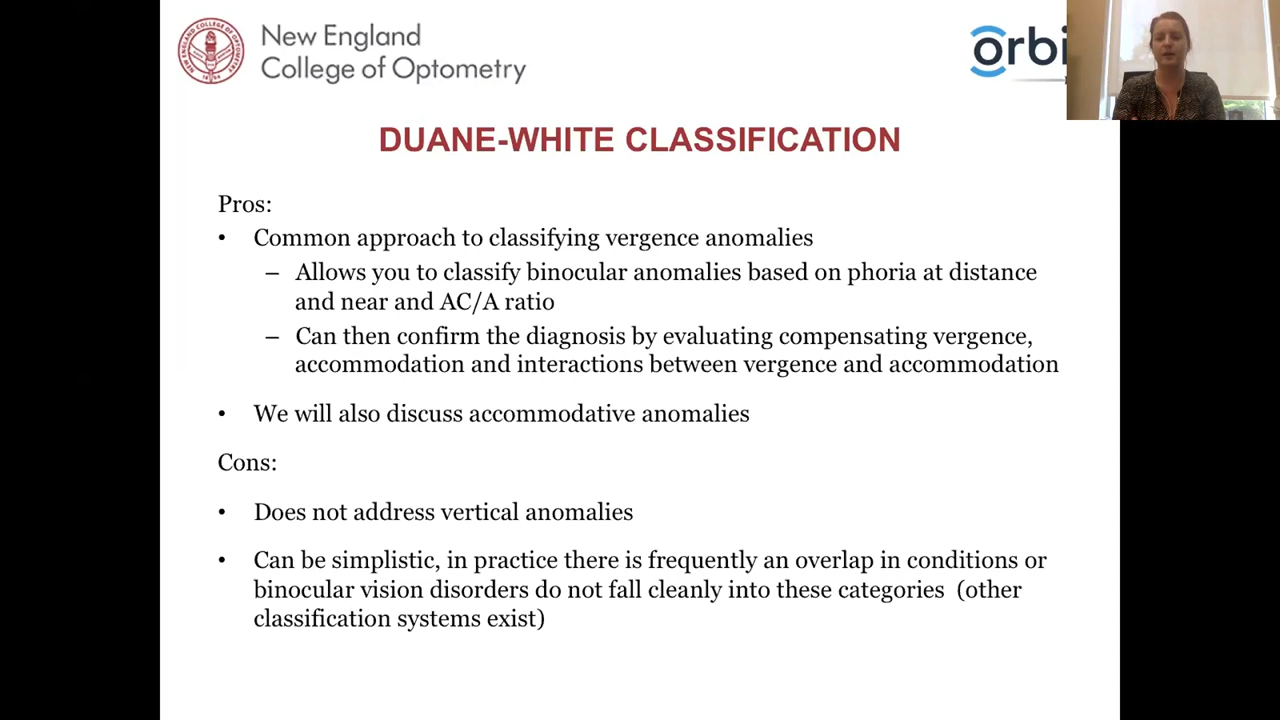 New England
College of Optometry
orbi
DUANE-WHITE CLASSIFICATION
Pros:
• Common approach to classifying vergence anomalies
– Allows you to classify binocular anomalies based on phoria at distance
and near and AC/A ratio
– Can then confirm the diagnosis by evaluating compensating vergence,
accommodation and interactions between vergence and accommodation
• We will also discuss accommodative anomalies
Cons:
• Does not address vertical anomalies
• Can be simplistic, in practice there is frequently an overlap in conditions or
binocular vision disorders do not fall cleanly into these categories (other
classification systems exist)